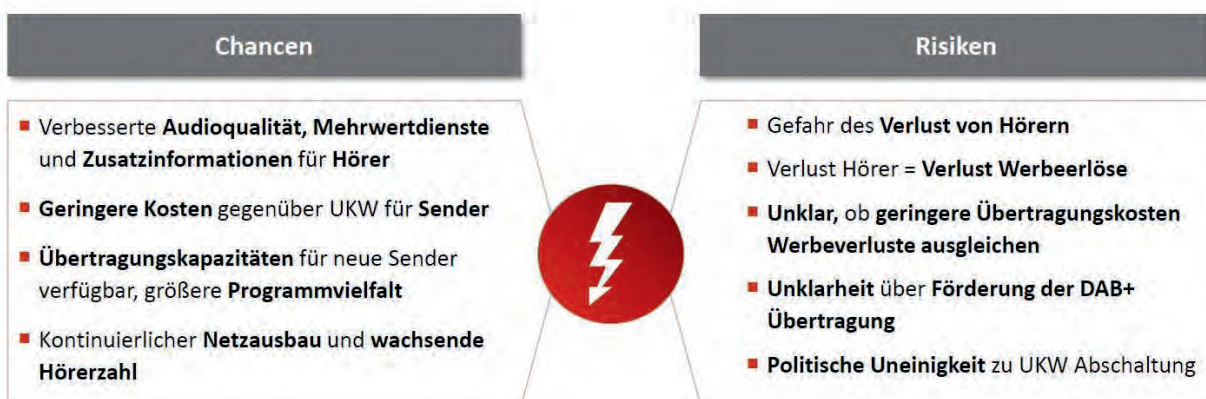 Chancen
Verbesserte Audioqualität, Mehrwertdienste
und Zusatzinformationen für Hörer
Geringere Kosten gegenüber UKW für Sender
Übertragungskapazitäten für neue Sender
verfügbar, größere Programmvielfalt
Kontinuierlicher Netzausbau und wachsende
Hörerzahl
Risiken
Gefahr des Verlust von Hörern
Verlust Hörer = Verlust Werbeerlöse
Unklar, ob geringere Übertragungskosten
Werbeverluste ausgleichen
Unklarheit über Förderung der DAB+
Übertragung
Politische Uneinigkeit zu UKW Abschaltung